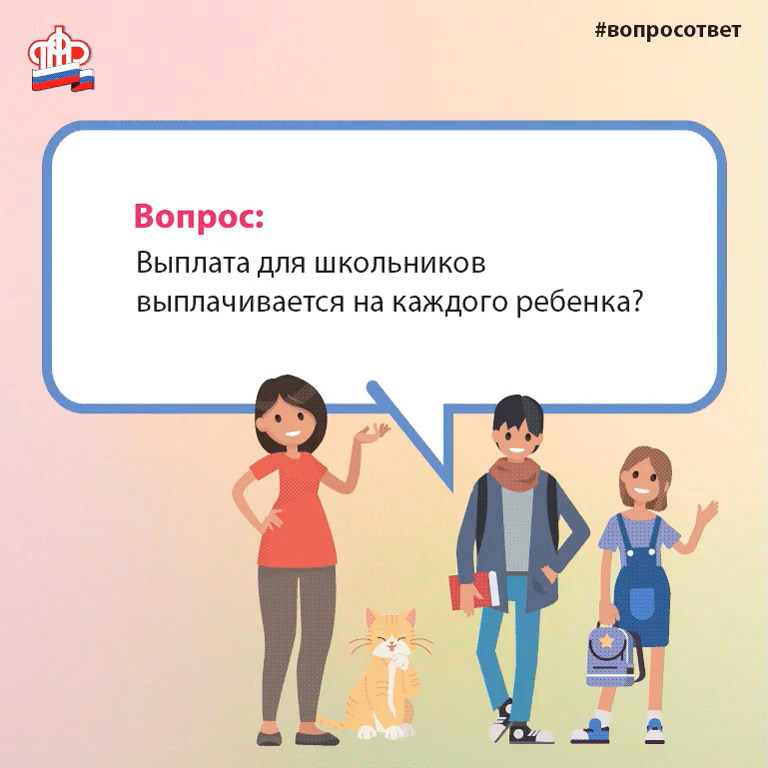 #вопросответ
Вопрос:
Выплата для школьников
выплачивается на каждого ребенка?